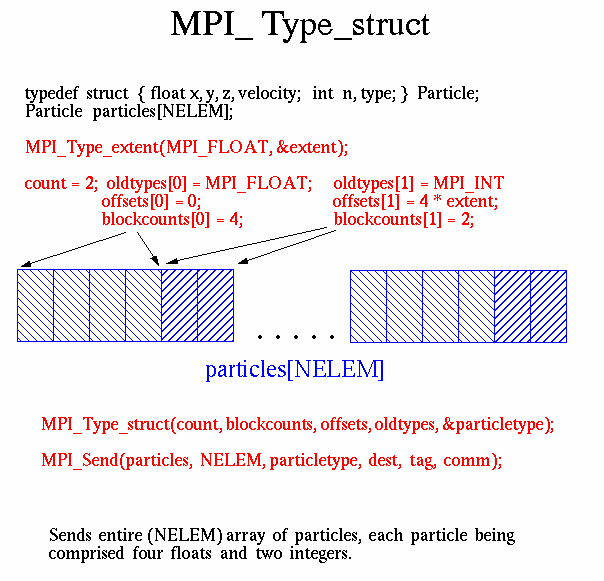 MPI_ Type_struct
typedef struct { float x, y, z, velocity; int n, type; } Particle;
Particle particles[NELEM];
MPI_Type_extent(MPI_FLOAT, &extent);
count = 2; oldtypes[0] = MPI_FLOAT; oldtypes[1] = MPI_INT
offsets[0] = 0; offsets[1] = 4 * extent;
blockcounts[0] = 4; blockcounts[1] = 2;
. . . . .
particles[NELEM]
MPI_Type_struct(count, blockcounts, offsets, oldtypes, &particletype);
MPI_Send(particles, NELEM, particletype, dest, tag, comm);
Sends entire (NELEM) array of particles, each particle being
comprised four floats and two integers.